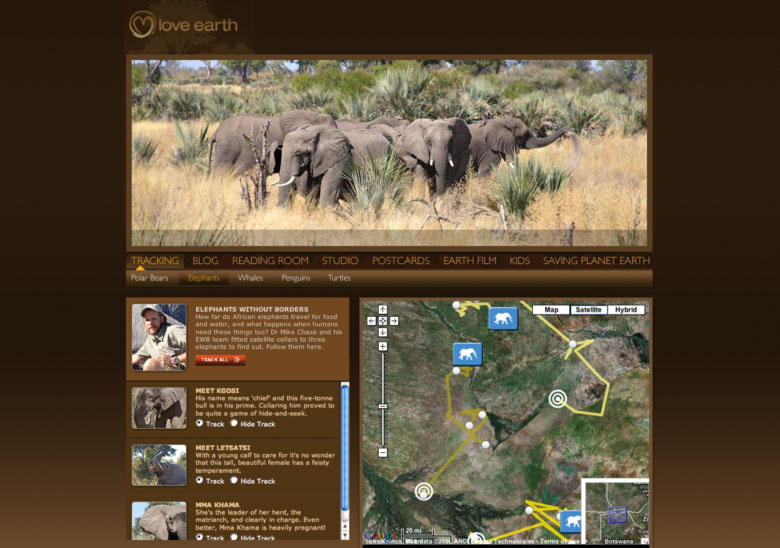 love earth
TRACKING BLOG READING ROOM STUDIO POSTCARDS EARTH FILM KIDS SAVING PLANET EARTH
Polar Bears Elephants Whales Penguins Turtles
ELEPHANTS WITHOUT BORDERS
How far do African elephants travel for food
and water, and what happens when humans
need these things too? Dr Mike Chase and his
EWB team fitted satellite collars to three
elephants to find out. Follow them here.
TRACK ALL
MEET KGOSI
His name means 'chief' and this five-tonne
bull is in his prime. Collaring him proved to
be quite a game of hide-and-seek.
Track Hide Track
MEET LETSATSI
With a young calf to care for it's no wonder
that this tall, beautiful female has a feisty
temperament.
Track Hide Track
MMA KHAMA
She's the leader of her herd, the
matriarch, and clearly in charge. Even
better, Mma Khama is heavily pregnant!
Track Hide Track
Map Satellite Hybrid
20 mi
Technologies - Terms of
Botswana